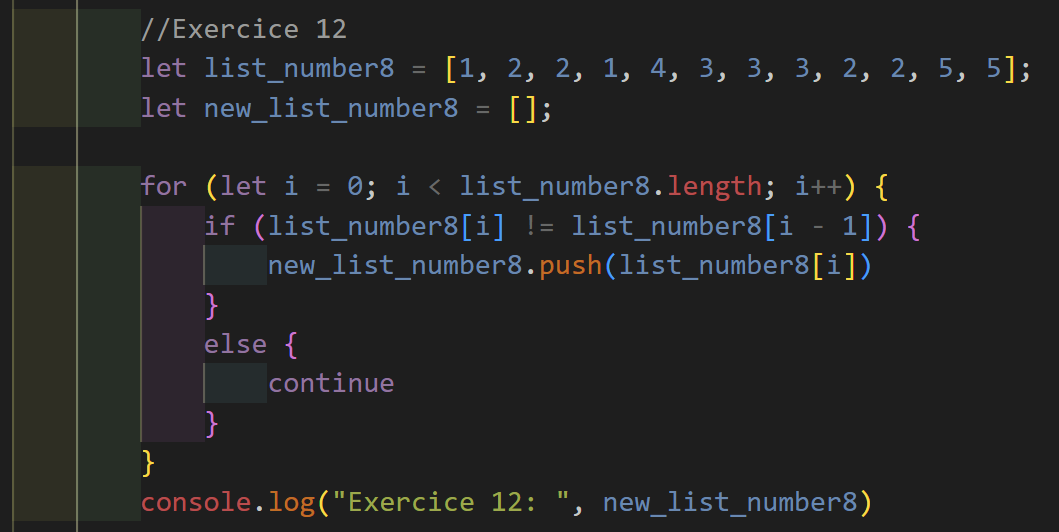 //Exercice 12
let list_number8 = [1, 2, 2, 1, 4, 3, 3, 3, 2, 2, 5, 5];
let new_list_number8 = [];
for (let i = 0; i < list_number8.length; i++) {
if (list_number8[i] != list_number8[i - 1]) {
new_list_number8.push(list_number8[i])
}
else {
continue
}
}
console.log("Exercice 12: ", new_list_number8)